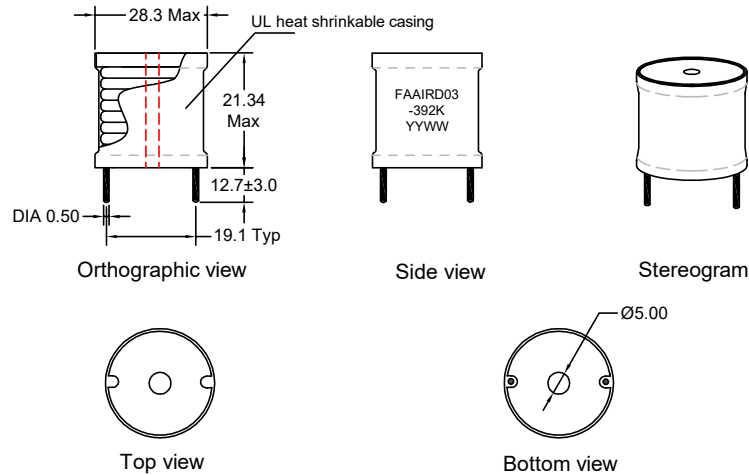 28.3 Max
UL heat shrinkable casing
21.34
Max
12.7±3.0
DIA 0.50
19.1 Typ
Orthographic view
FAAIRD03
-392K
YYWW
Side view
Stereogram
Top view
Ø5.00
Bottom view